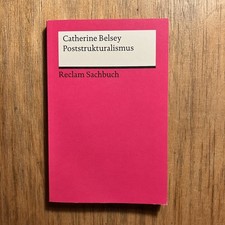 Catherine Belsey
Poststrukturalismus
Reclam Sachbuch